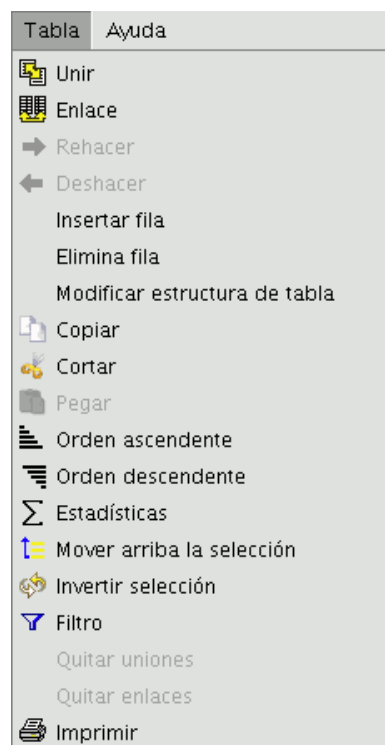 Tabla Ayuda
Unir
Enlace
Rehacer
Deshacer
Insertar fila
Elimina fila
Modificar estructura de tabla
Copiar
Cortar
Pegar
Orden ascendente
Orden descendente
Estadísticas
Mover arriba la selección
Invertir selección
Filtro
Quitar uniones
Quitar enlaces
Imprimir